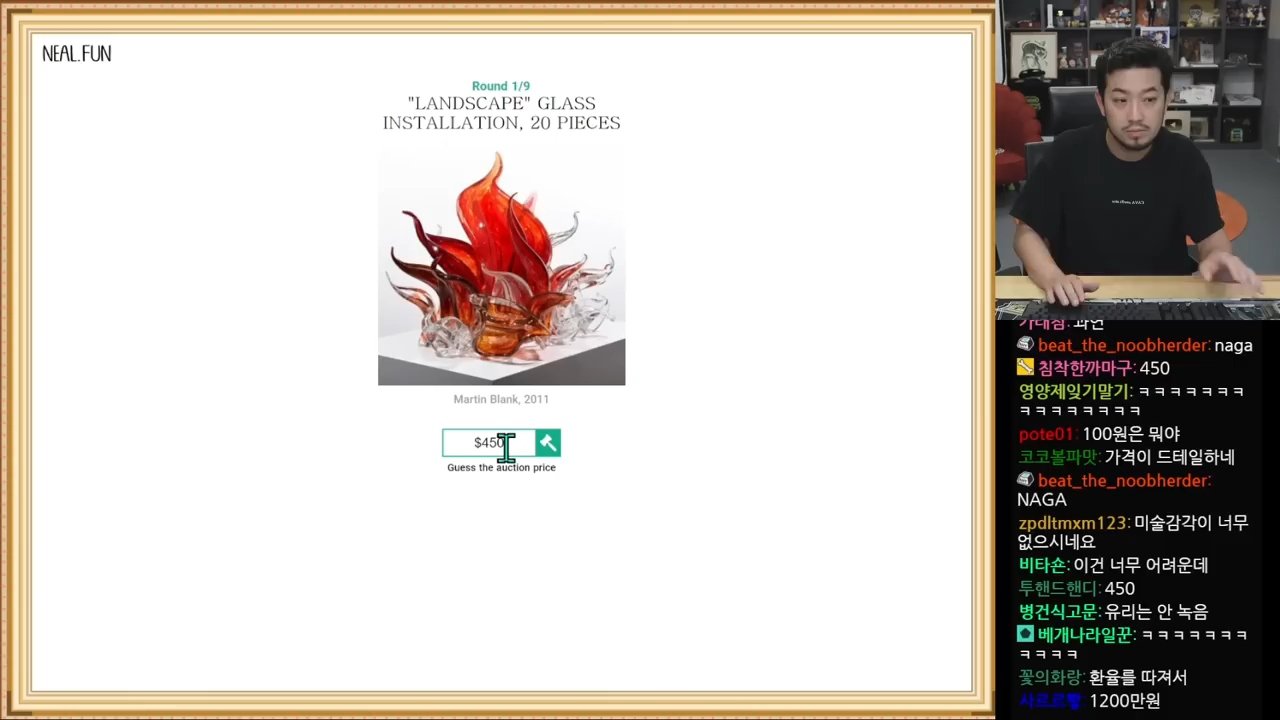 NEAL.FUN
Round 1/9
"LANDSCAPE" GLASS
INSTALLATION, 20 PIECES
Martin Blank, 2011
$450
Guess the auction price
beat_the_noobherder: naga
침착한까마구: 450
영양제잊기말기: ㅋㅋㅋㅋㅋㅋㅋ
ㅋㅋㅋㅋㅋㅋㅋㅋ
pote01: 100원은 뭐야
코코볼파맛: 가격이 드테일하네
beat_the_noobherder:
NAGA
zpdltmxm123: 미술감각이 너무
없으시네요
비타숀: 이건 너무 어려운데
투핸드핸디: 450
병건식고문: 유리는 안 녹음
베개나라일꾼: ㅋㅋㅋㅋㅋㅋㅋ
ㅋㅋㅋㅋ
꽃의화랑: 환율를 따져서
1200만원